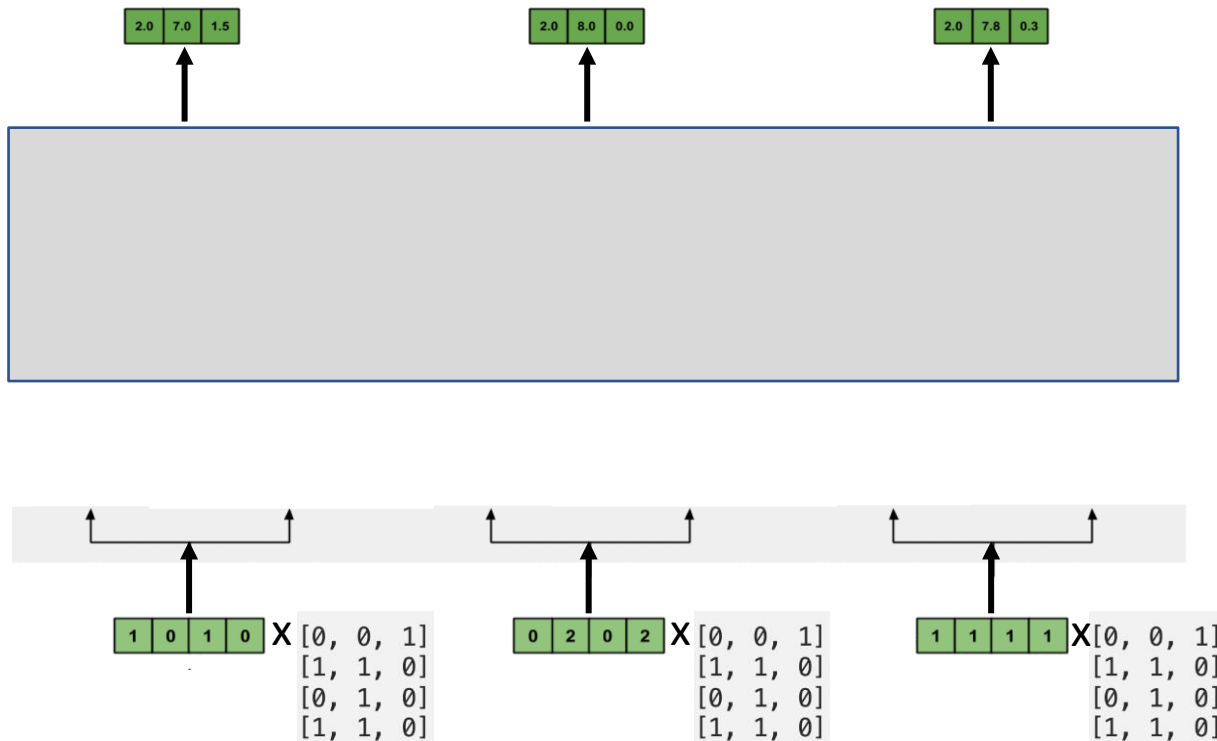 2.0 7.0 1.5 2.0 8.0 0.0 2.0 7.8 0.3
1 0 1 0 X [0, 0, 1] 0 2 0 2 X [0, 0, 1] 1 1 1 1 X [0, 0, 1]
[1, 1, 0] [1, 1, 0] [1, 1, 0]
[0, 1, 0] [0, 1, 0] [0, 1, 0]
[1, 1, 0] [1, 1, 0] [1, 1, 0]